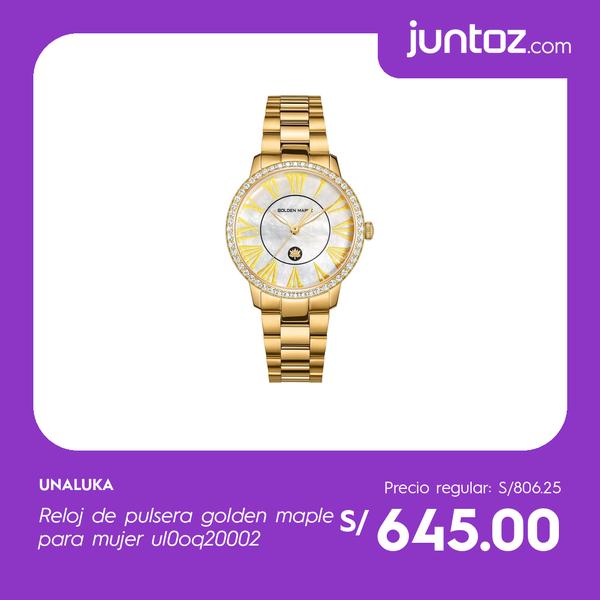 juntoz.com
GOLDEN MAPLE
UNALUKA
Precio regular: S/806.25
Reloj de pulsera golden maple
para mujer ul0oq20002
S/ 645.00